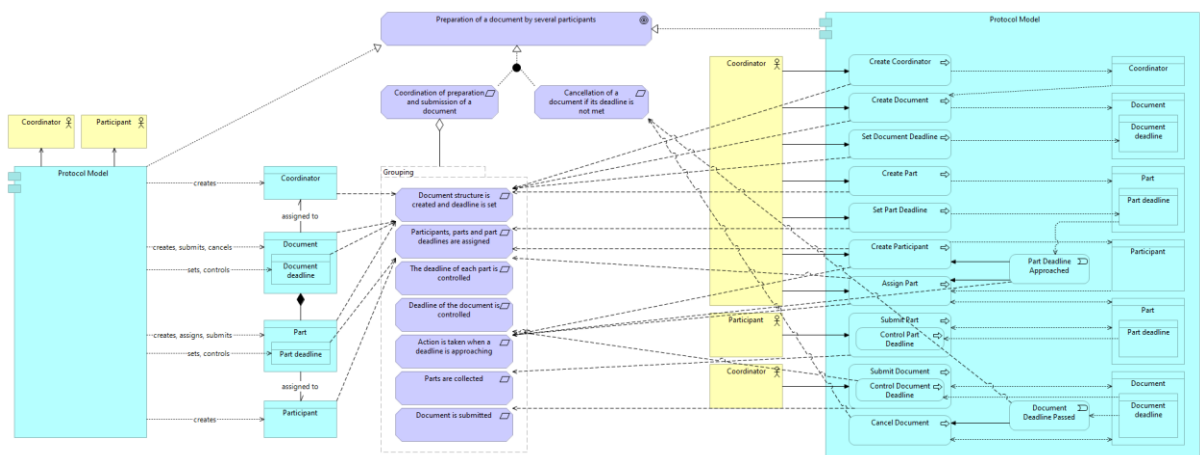 Preparation of a document by several participants
Protocol Model
Coordinator
Create Coordinator
Coordinator
Coordination of preparation
and submission of a
document
Cancellation of a
document if its deadline is
not met
Create Document
Document
Document
deadline
Coordinator
Participant
Set Document Deadline
Protocol Model
Grouping
Create Part
Part
Part deadline
creates
Coordinator
Document structure is
created and deadline is set
Set Part Deadline
assigned to
Participants, parts and part
deadlines are assigned
creates, submits, cancels
Document
Create Participant
Participant
sets, controls
Document
deadline
The deadline of each part is
controlled
Part Deadline
Approached
Assign Part
Deadline of the document is
controlled
Submit Part
Part
creates, assigns, submits
Part
Participant
Control Part
Deadline
Part deadline
sets, controls
Part deadline
Action is taken when a
deadline is approaching
assigned to
Parts are collected
Coordinator
Submit Document
Control Document
Deadline
Document
creates
Participant
Document is submitted
Document
Deadline Passed
Document
deadline
Cancel Document